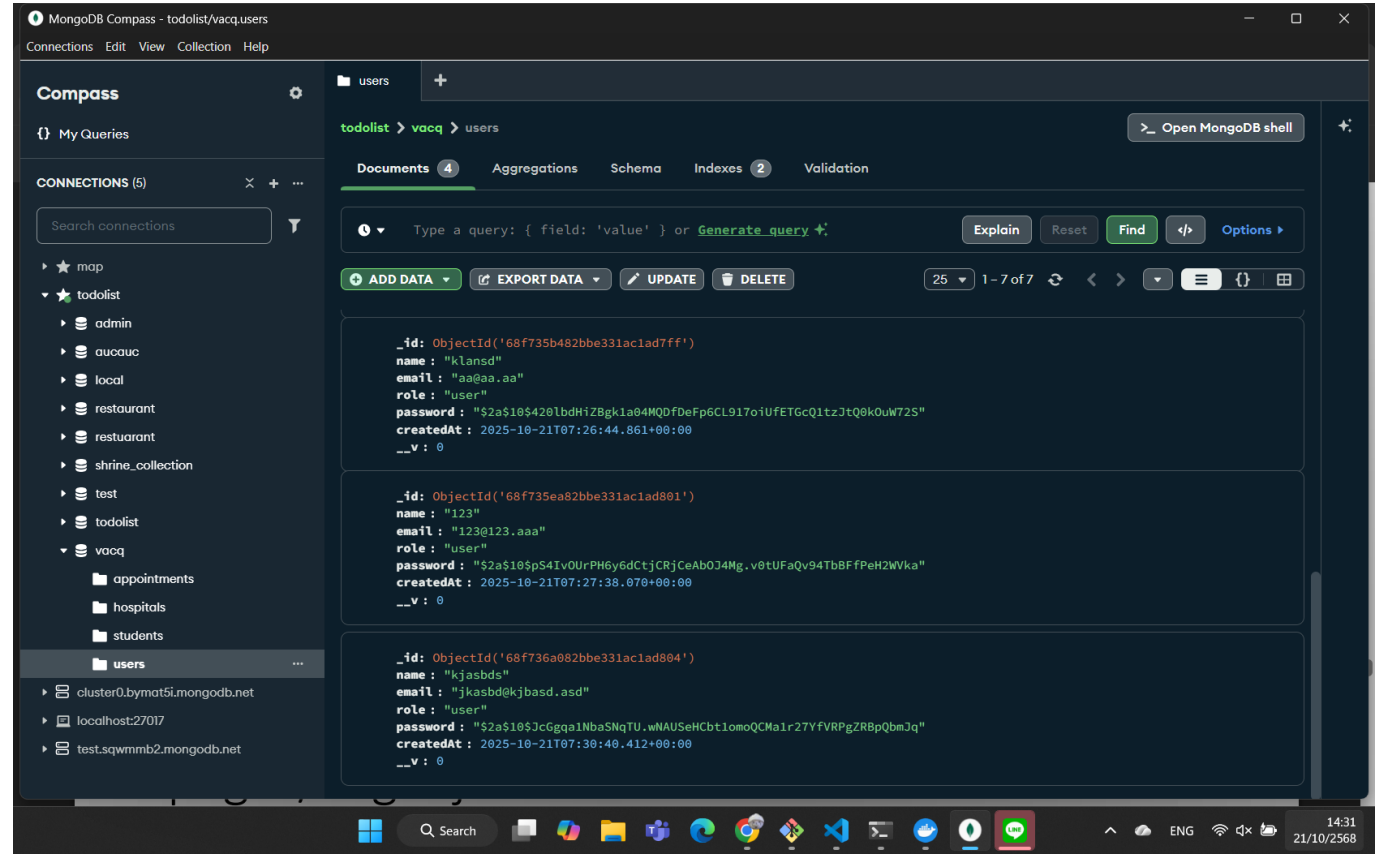 MongoDB Compass - todolist/vacq.users
Connections Edit View Collection Help
Compass
{} My Queries
CONNECTIONS (5)
Search connections
map
todolist
admin
aucauc
local
restaurant
restuarant
shrine_collection
test
todolist
vacq
appointments
hospitals
students
users
cluster0.bymat5i.mongodb.net
localhost:27017
test.sqwmmb2.mongodb.net
users
todolist > vacq > users
>_ Open MongoDB shell
Documents 4 Aggregations Schema Indexes 2 Validation
Type a query: { field: 'value' } or Generate query
Explain Reset Find </> Options
ADD DATA EXPORT DATA UPDATE DELETE
25 1 – 7 of 7 {}
_id: ObjectId('68f735b482bbe331ac1ad7ff')
name : "klansd"
email : "aa@aa.aa"
role : "user"
password : "$2a$10$420lbdHiZBgk1a04MQDfDeFp6CL917oiUfETGcQ1tzJtQ0kOuW72S"
createdAt : 2025-10-21T07:26:44.861+00:00
__v : 0
_id: ObjectId('68f735ea82bbe331ac1ad801')
name : "123"
email : "123@123.aaa"
role : "user"
password : "$2a$10$pS4IvOUrPH6y6dCtjCRjCeAbOJ4Mg.v0tUFaQv94TbBFfPeH2WVka"
createdAt : 2025-10-21T07:27:38.070+00:00
__v : 0
_id: ObjectId('68f736a082bbe331ac1ad804')
name : "kjasbds"
email : "jkasbd@kjbasd.asd"
role : "user"
password : "$2a$10$JcGgqa1NbaSNqTU.wNAUSeHCbt1omoQCMa1r27YfVRPgZRBpQbmJq"
createdAt : 2025-10-21T07:30:40.412+00:00
__v : 0
Search
LINE
ENG
14:31
21/10/2568